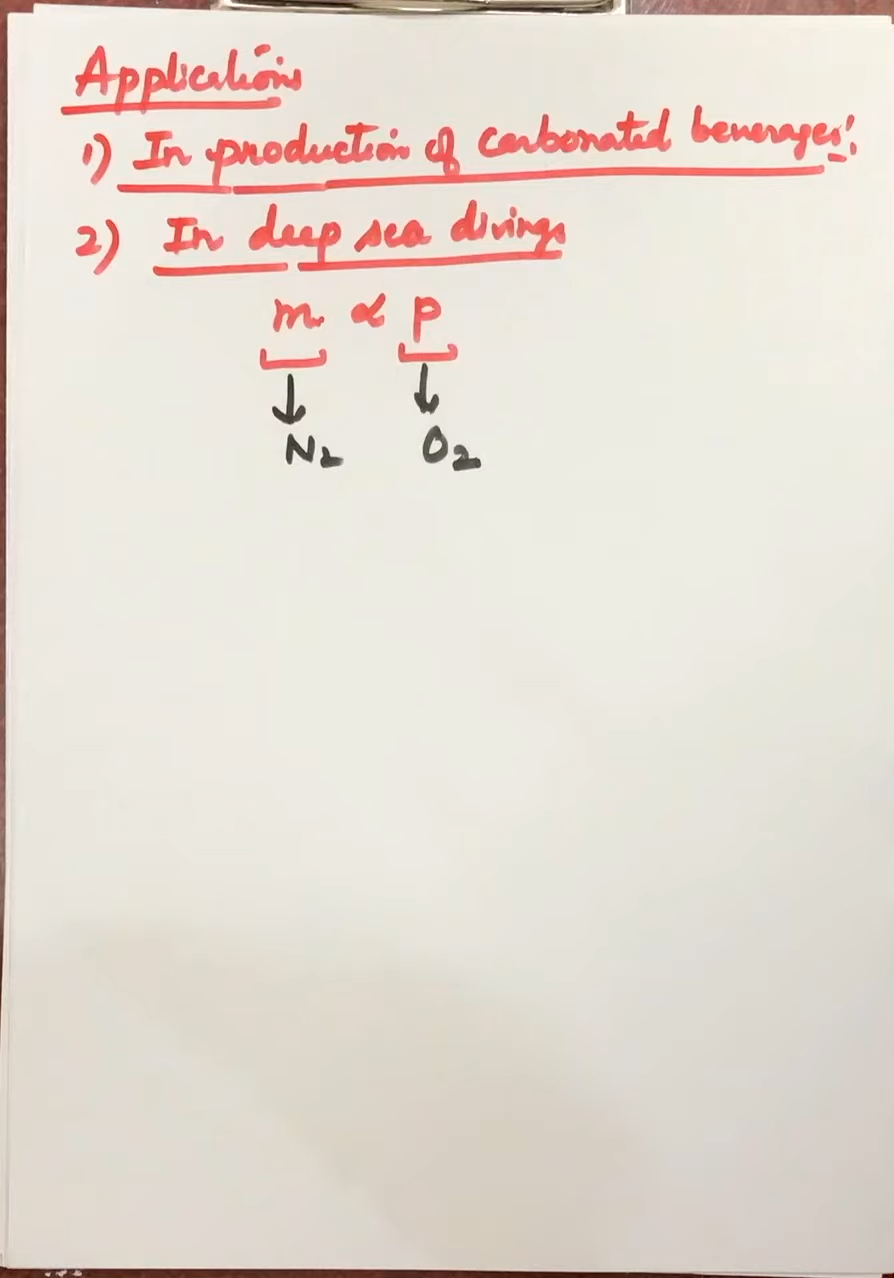 Applications
1) In production of carbonated beverages:
2) In deep sea divings
m ∝ p
↓ ↓
N₂ O₂